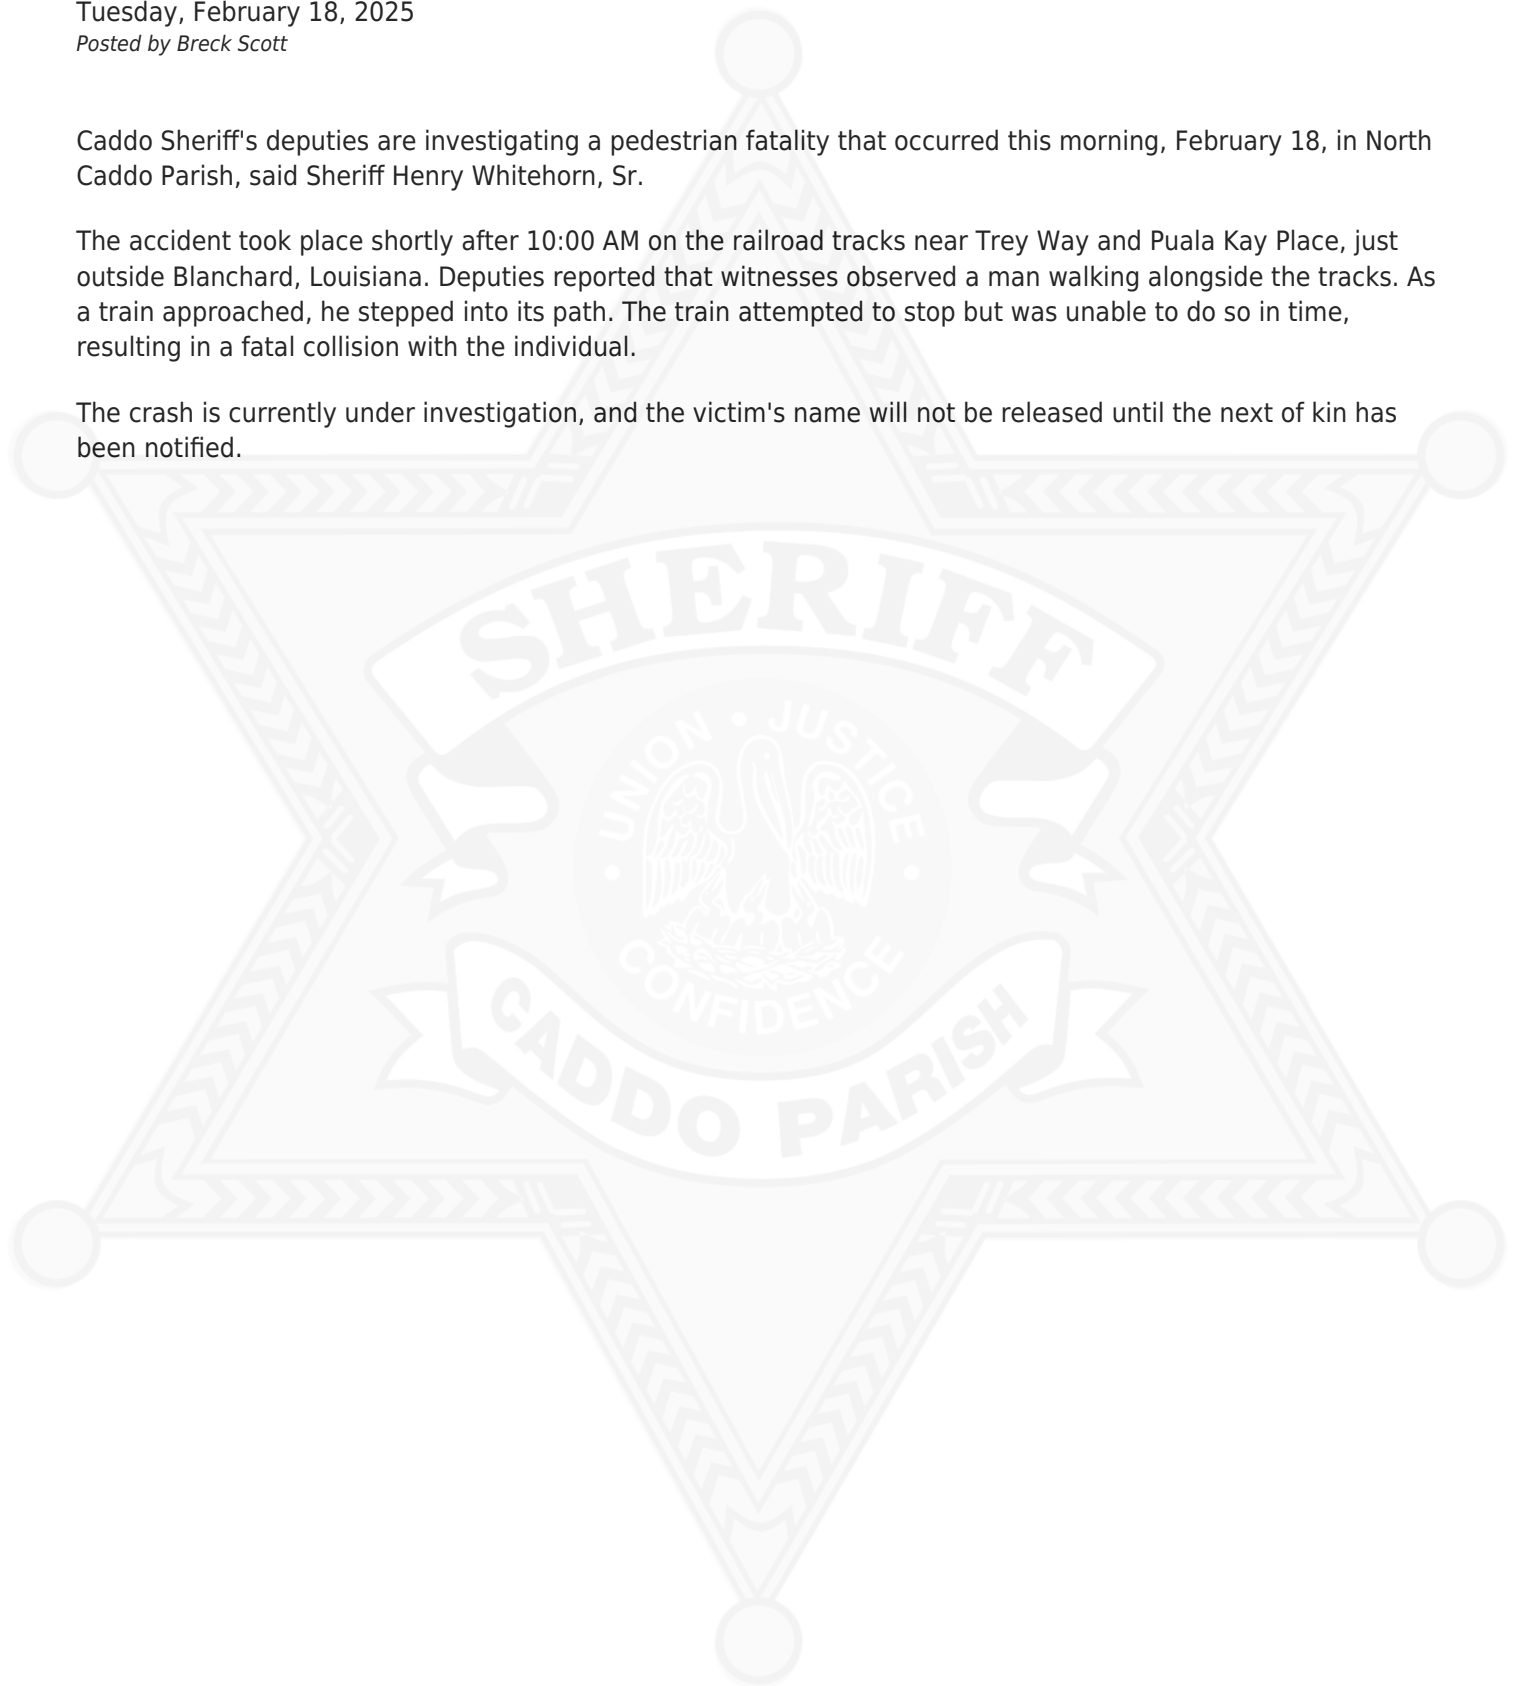 Tuesday, February 18, 2025
Posted by Breck Scott
Caddo Sheriff's deputies are investigating a pedestrian fatality that occurred this morning, February 18, in North
Caddo Parish, said Sheriff Henry Whitehorn, Sr.
The accident took place shortly after 10:00 AM on the railroad tracks near Trey Way and Puala Kay Place, just
outside Blanchard, Louisiana. Deputies reported that witnesses observed a man walking alongside the tracks. As
a train approached, he stepped into its path. The train attempted to stop but was unable to do so in time,
resulting in a fatal collision with the individual.
The crash is currently under investigation, and the victim's name will not be released until the next of kin has
been notified.
SHERIFF
UNION • JUSTICE •
• CONFIDENCE
CADDO PARISH